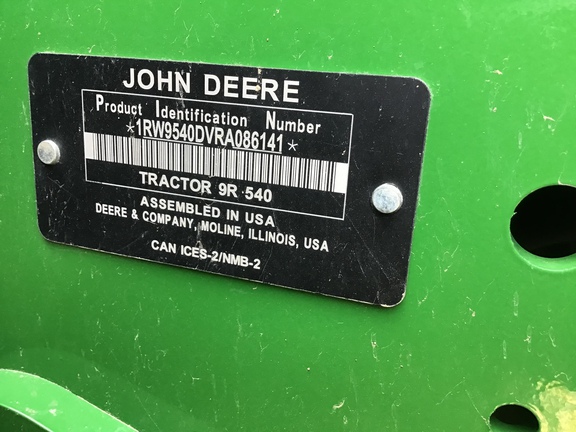 JOHN DEERE
Product Identification Number
*1RW9540DVRA086141*
TRACTOR 9R 540
ASSEMBLED IN USA
DEERE & COMPANY, MOLINE, ILLINOIS, USA
CAN ICES-2/NMB-2